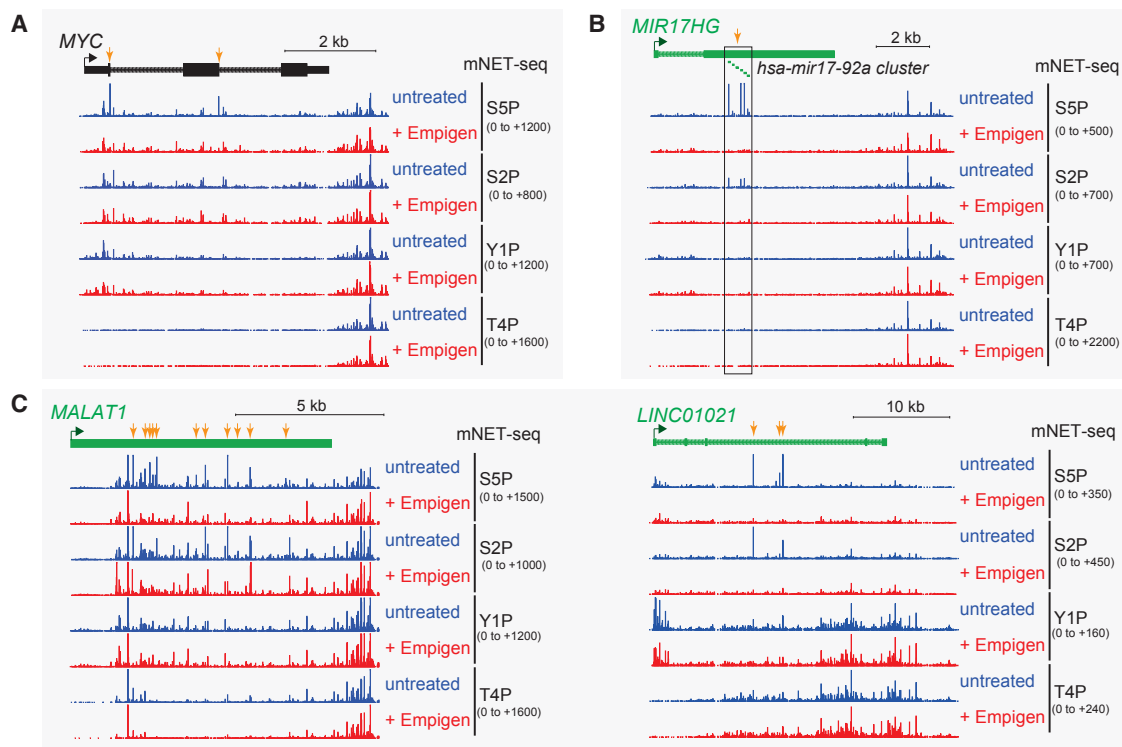 A
MYC
2 kb
mNET-seq
untreated
S5P
(0 to +1200)
+ Empigen
untreated
S2P
(0 to +800)
+ Empigen
untreated
Y1P
(0 to +1200)
+ Empigen
untreated
T4P
(0 to +1600)
+ Empigen
B
MIR17HG
2 kb
hsa-mir17-92a cluster
mNET-seq
untreated
S5P
(0 to +500)
+ Empigen
untreated
S2P
(0 to +700)
+ Empigen
untreated
Y1P
(0 to +700)
+ Empigen
untreated
T4P
(0 to +2200)
+ Empigen
C
MALAT1
5 kb
mNET-seq
untreated
S5P
(0 to +1500)
+ Empigen
untreated
S2P
(0 to +1000)
+ Empigen
untreated
Y1P
(0 to +1200)
+ Empigen
untreated
T4P
(0 to +1600)
+ Empigen
LINC01021
10 kb
mNET-seq
untreated
S5P
(0 to +350)
+ Empigen
untreated
S2P
(0 to +450)
+ Empigen
untreated
Y1P
(0 to +160)
+ Empigen
untreated
T4P
(0 to +240)
+ Empigen